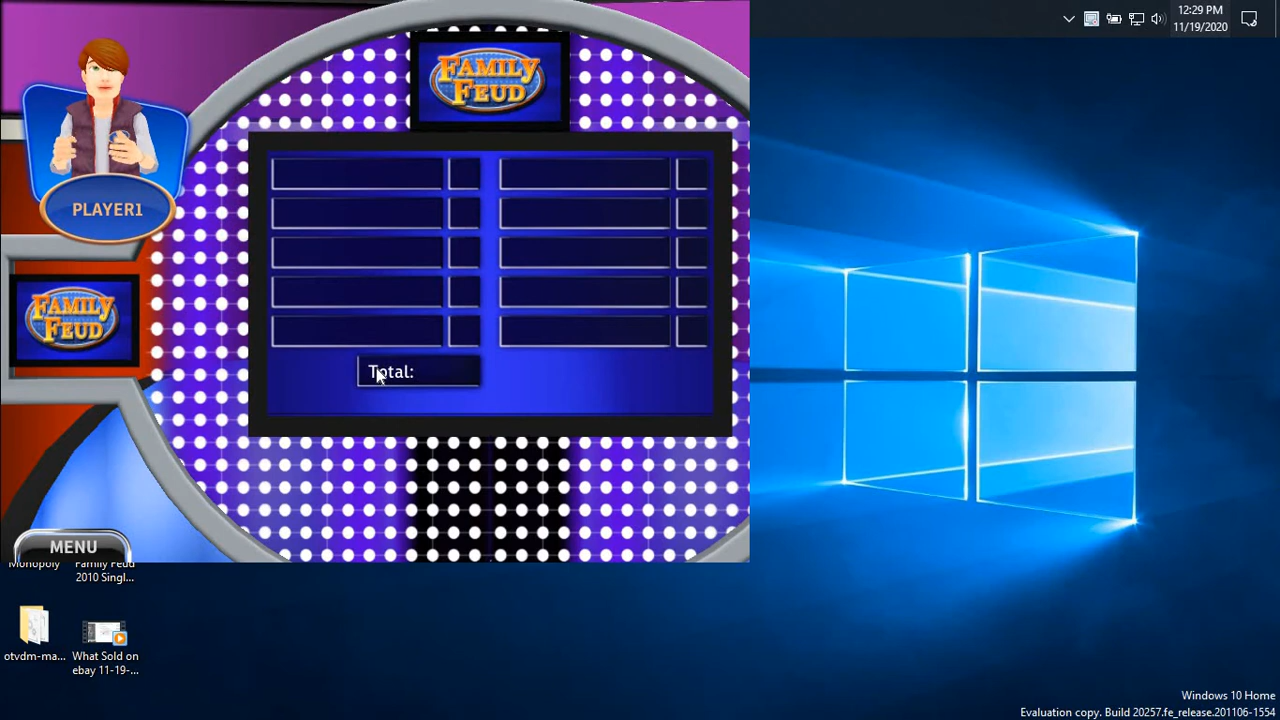 12:29 PM
11/19/2020
FAMILY
FEUD
PLAYER1
FAMILY
FEUD
Total:
MENU
Monopoly
Family Feud
2010 Singl...
otvdm-ma...
What Sold on
ebay 11-19-...
Windows 10 Home
Evaluation copy. Build 20257.fe_release.201106-1554